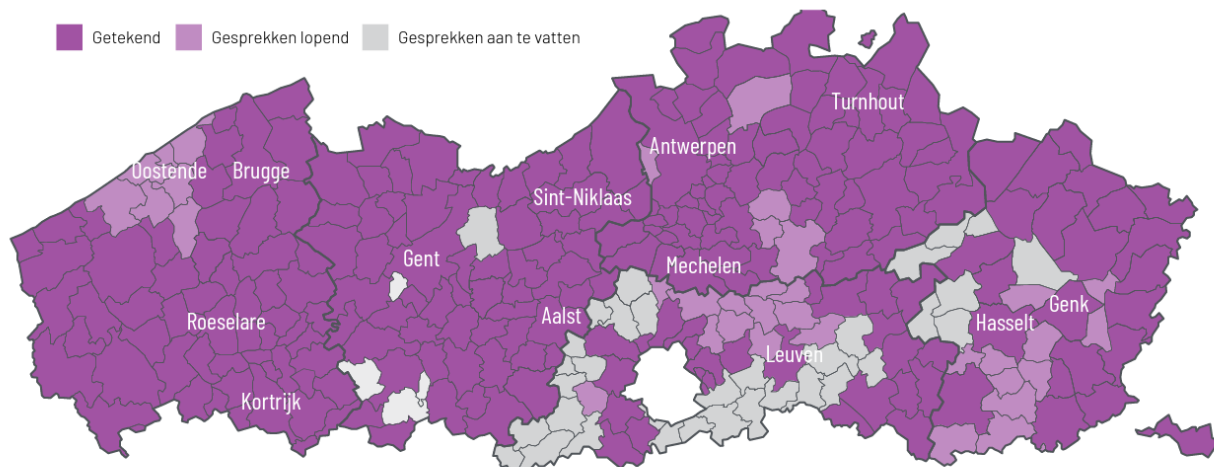 Getekend
Gesprekken lopend
Gesprekken aan te vatten
Turnhout
Antwerpen
Oostende
Brugge
Sint-Niklaas
Gent
Mechelen
Genk
Aalst
Roeselare
Hasselt
Leuven
Kortrijk